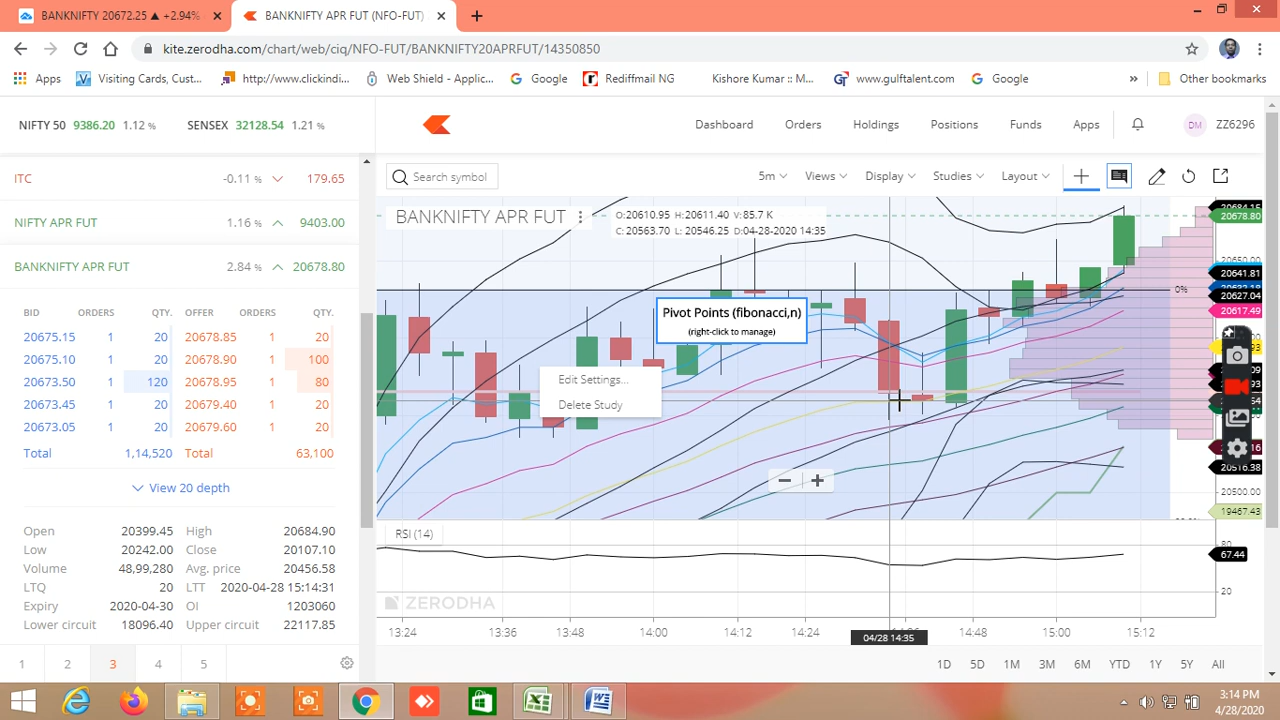 BANKNIFTY 20672.25 ▲ +2.94%
BANKNIFTY APR FUT (NFO-FUT)
kite.zerodha.com/chart/web/ciq/NFO-FUT/BANKNIFTY20APRFUT/14350850
Apps Visiting Cards, Cust... http://www.clickindi... Web Shield - Applic... Google Rediffmail NG Kishore Kumar :: M... www.gulftalent.com Google » Other bookmarks
NIFTY 50 9386.20 1.12 % SENSEX 32128.54 1.21 %
Dashboard Orders Holdings Positions Funds Apps DM ZZ6296
ITC -0.11 % 179.65
NIFTY APR FUT 1.16 % 9403.00
BANKNIFTY APR FUT 2.84 % 20678.80
BID ORDERS QTY. OFFER ORDERS QTY.
20675.15 1 20 20678.85 1 20
20675.10 1 20 20678.90 1 100
20673.50 1 120 20678.95 1 80
20673.45 1 20 20679.40 1 20
20673.05 1 20 20679.60 1 20
Total 1,14,520 Total 63,100
View 20 depth
Open 20399.45 High 20684.90
Low 20242.00 Close 20107.10
Volume 48,99,280 Avg. price 20456.58
LTQ 20 LTT 2020-04-28 15:14:31
Expiry 2020-04-30 OI 1203060
Lower circuit 18096.40 Upper circuit 22117.85
1 2 3 4 5
Search symbol 5m Views Display Studies Layout
BANKNIFTY APR FUT
O:20610.95 H:20611.40 V:85.7 K
C:20563.70 L:20546.25 D:04-28-2020 14:35
Pivot Points (fibonacci,n)
(right-click to manage)
Edit Settings...
Delete Study
0%
20684.15
20678.80
20641.81
20627.04
20617.49
20516.38
20500.00
19467.43
RSI (14)
80
67.44
20
ZERODHA
13:24 13:36 13:48 14:00 14:12 14:24 14:48 15:00 15:12
04/28 14:35
1D 5D 1M 3M 6M YTD 1Y 5Y All
3:14 PM
4/28/2020